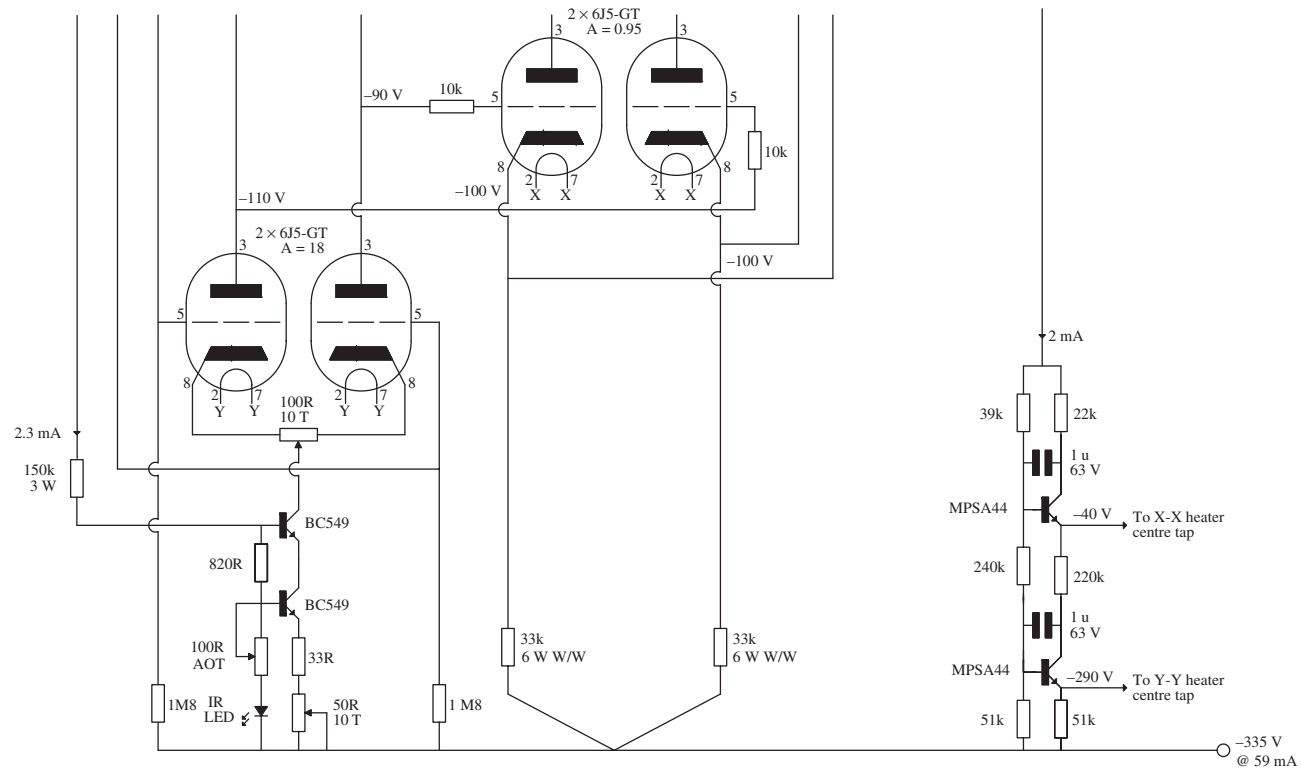 2 × 6J5-GT
A = 0.95
3
3
–90 V
10k
5
5
10k
8
8
2
7
2
7
X
X
X
X
–100 V
–110 V
2 × 6J5-GT
A = 18
3
3
–100 V
5
5
8
8
2
7
2
7
Y
Y
Y
Y
100R
10 T
2 mA
39k
22k
2.3 mA
150k
3 W
1 u
63 V
MPSA44
–40 V
To X-X heater
centre tap
BC549
820R
240k
220k
BC549
1 u
63 V
100R
AOT
33R
33k
6 W W/W
33k
6 W W/W
MPSA44
–290 V
To Y-Y heater
centre tap
1M8
IR
LED
50R
10 T
1 M8
51k
51k
–335 V
@ 59 mA